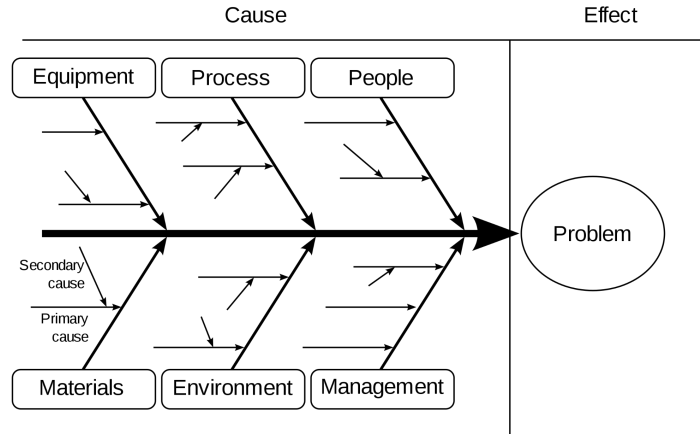 Cause
Effect
Equipment
Process
People
Problem
Secondary
cause
Primary
cause
Materials
Environment
Management